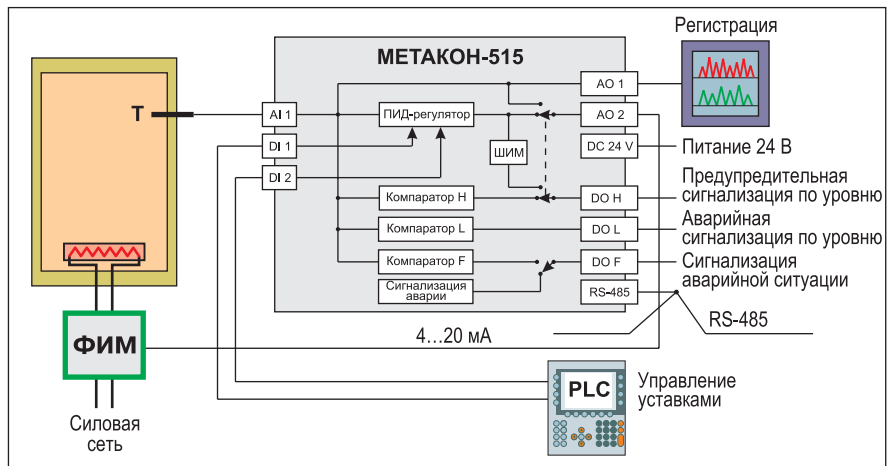 Регистрация
МЕТАКОН-515
T
AI 1
DI 1
DI 2
ПИД-регулятор
ШИМ
Компаратор H
Компаратор L
Компаратор F
Сигнализация
аварии
AO 1
AO 2
DC 24 V
DO H
DO L
DO F
RS-485
Питание 24 В
Предупредительная
сигнализация по уровню
Аварийная
сигнализация по уровню
Сигнализация
аварийной ситуации
RS-485
4...20 мА
ФИМ
Силовая
сеть
PLC
Управление
уставками